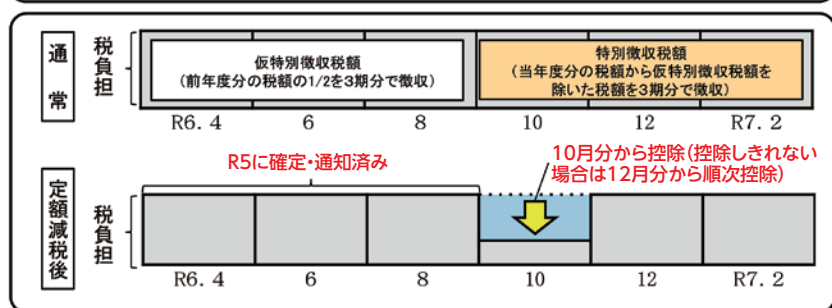 通常
税負担
仮特別徴収税額
(前年度分の税額の1/2を3期分で徴収)
特別徴収税額
(当年度分の税額から仮特別徴収税額を
除いた税額を3期分で徴収)
R6. 4
6
8
10
12
R7. 2
R5に確定・通知済み
10月分から控除(控除しきれない
場合は12月分から順次控除)
定額減税後
税負担
R6. 4
6
8
10
12
R7. 2